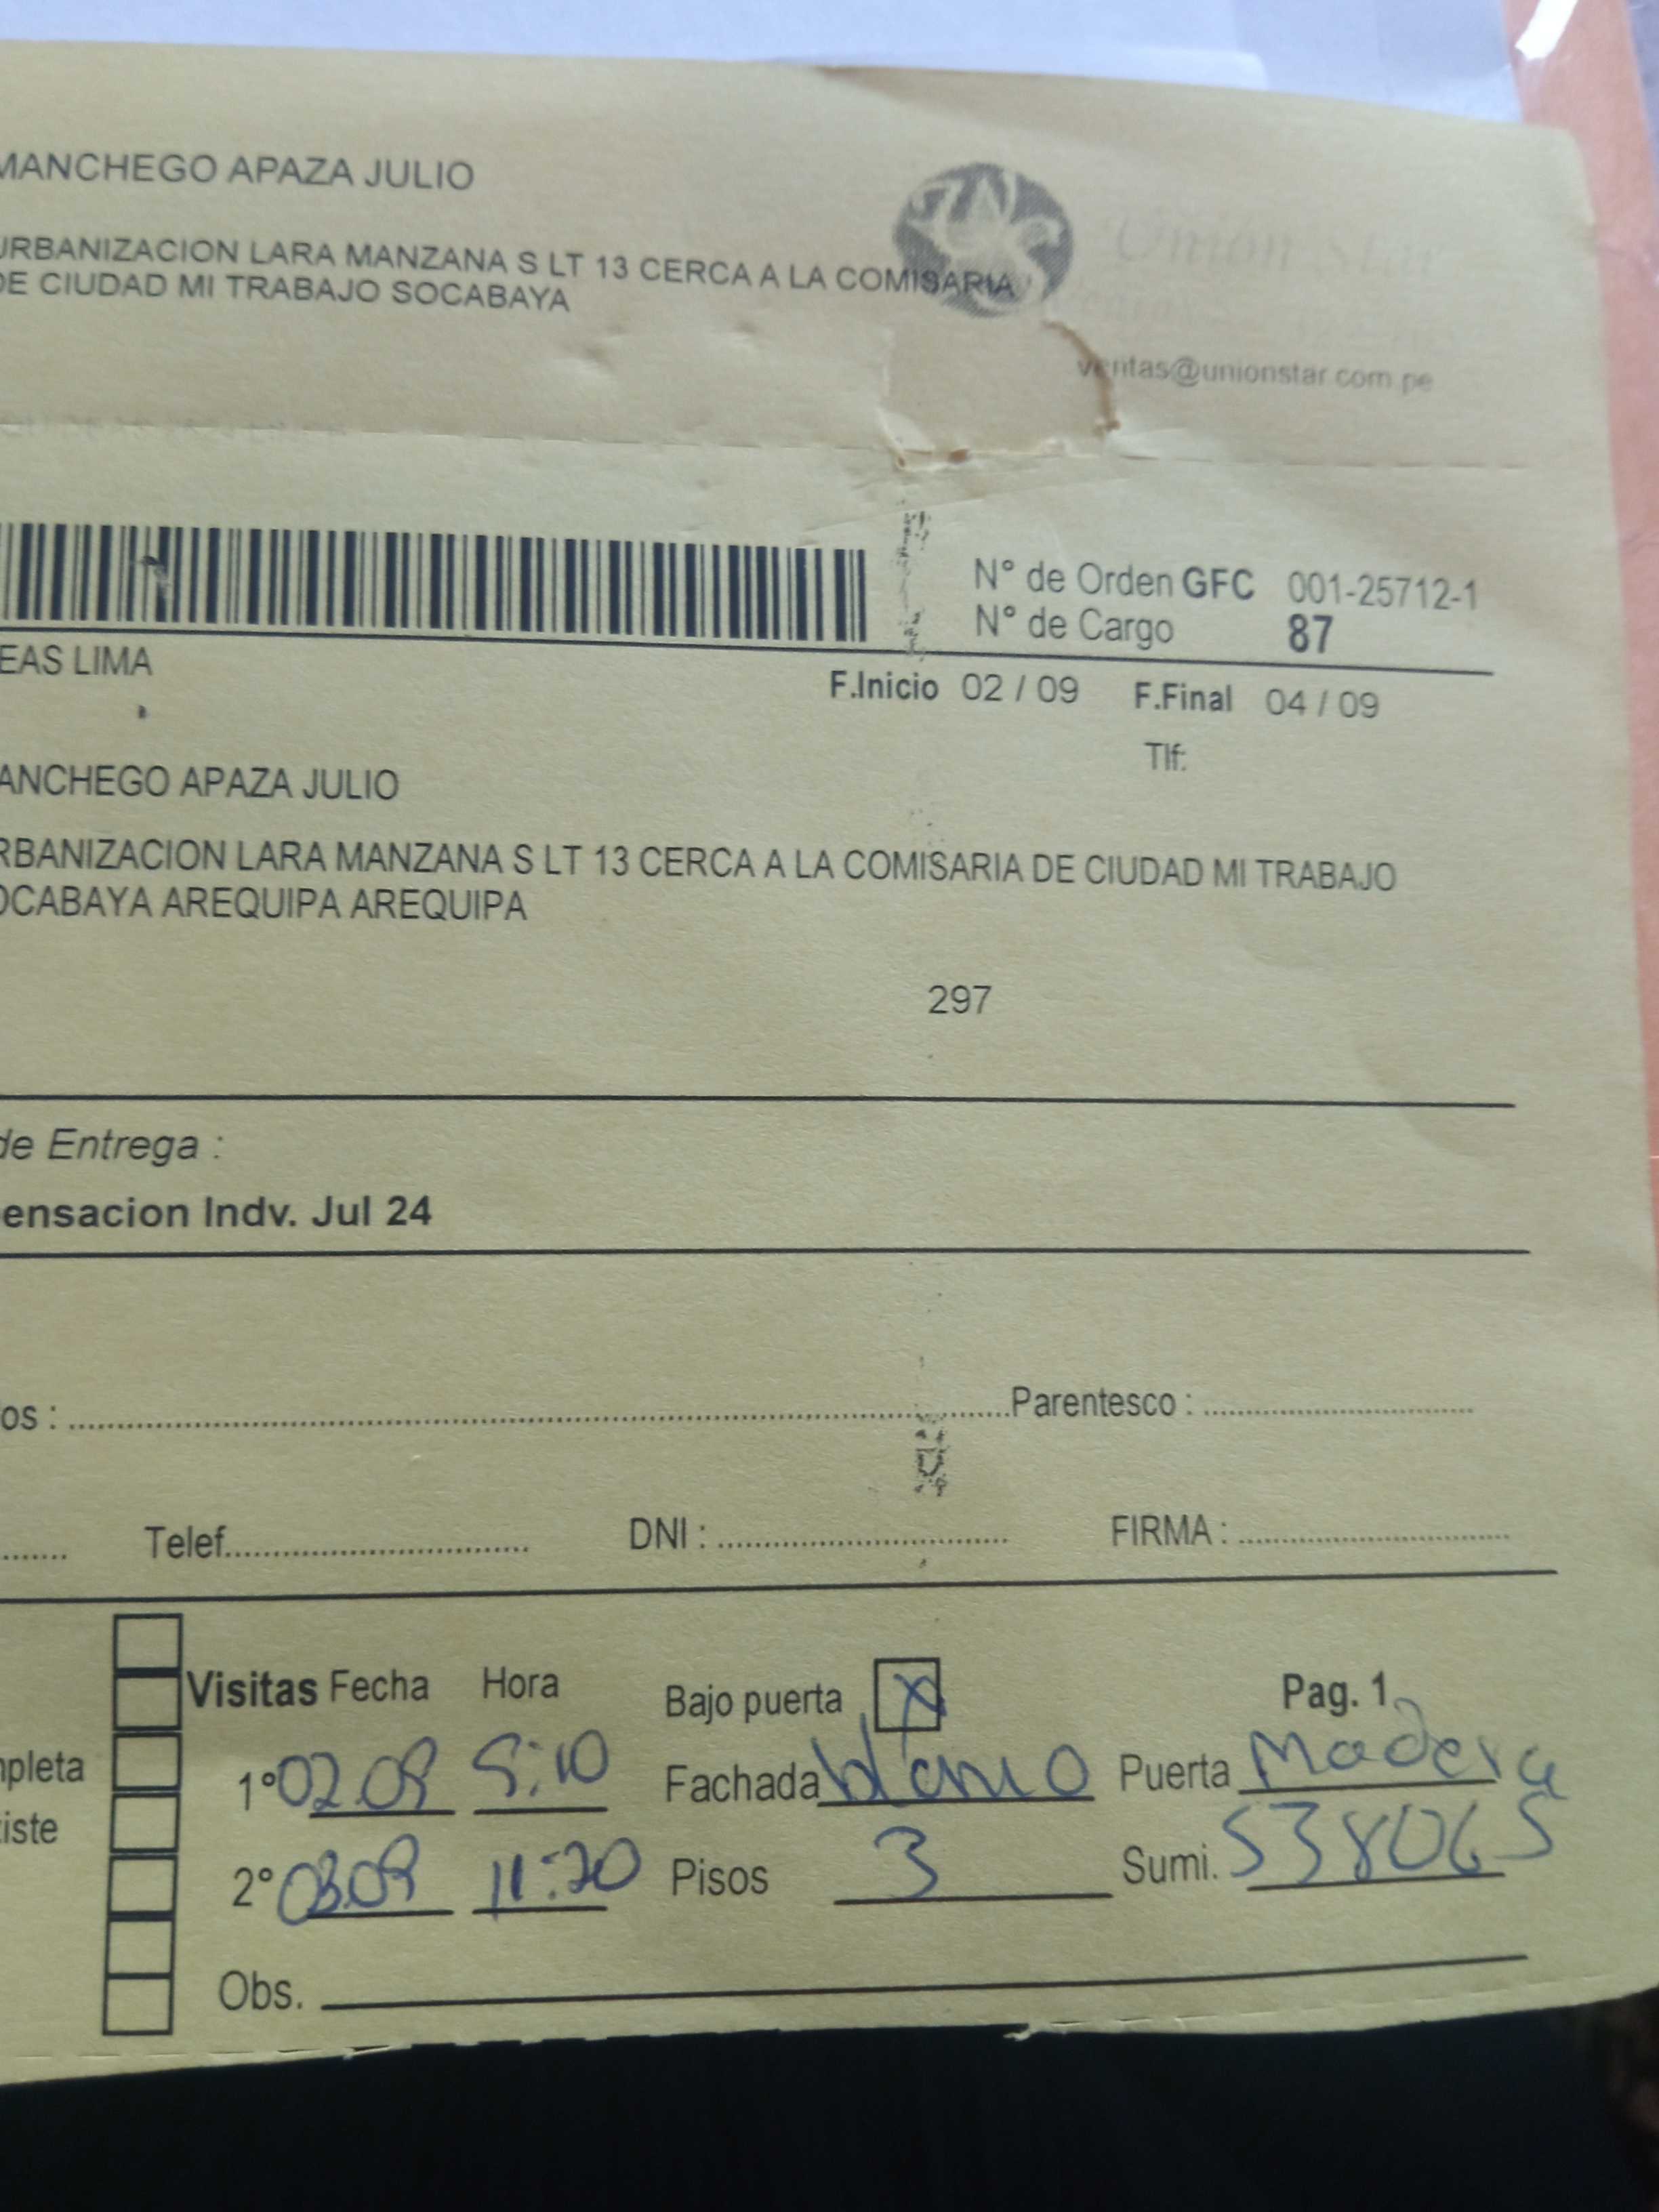 MANCHEGO APAZA JULIO
URBANIZACION LARA MANZANA S LT 13 CERCA A LA COMISARIA
DE CIUDAD MI TRABAJO SOCABAYA
Union Star
ventas@unionstar.com.pe
N° de Orden GFC 001-25712-1
N° de Cargo 87
EAS LIMA
F.Inicio 02 / 09 F.Final 04 / 09
Tlf:
ANCHEGO APAZA JULIO
RBANIZACION LARA MANZANA S LT 13 CERCA A LA COMISARIA DE CIUDAD MI TRABAJO
OCABAYA AREQUIPA AREQUIPA
297
de Entrega :
ensacion Indv. Jul 24
os : Parentesco :
Telef. DNI : FIRMA :
Visitas Fecha Hora Bajo puerta X Pag. 1
mpleta 1° 02.09 9:10 Fachada blanco Puerta Madera
iste
2° 03.09 11:20 Pisos 3 Sumi. 538065
Obs.